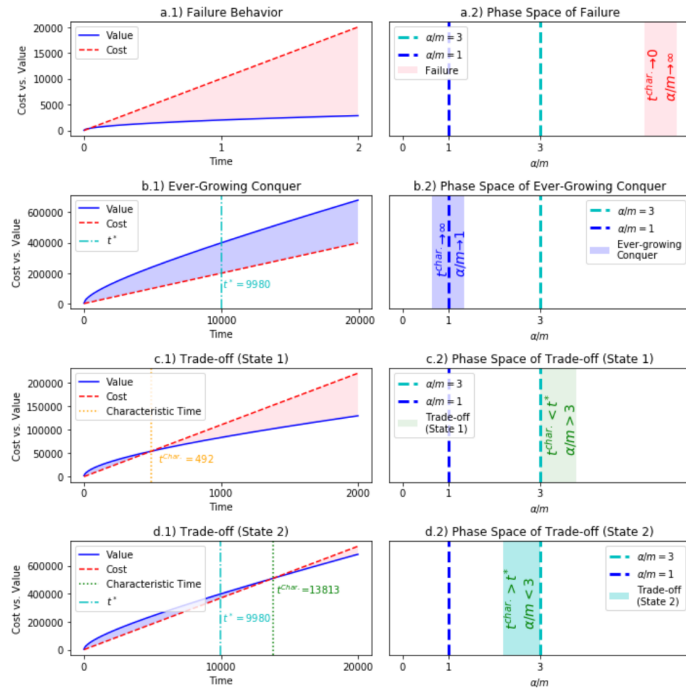 a.1) Failure Behavior
Cost vs. Value
20000
15000
10000
5000
0
Value
Cost
0
1
2
Time
a.2) Phase Space of Failure
α/m = 3
α/m = 1
Failure
t^char. → 0
α/m → ∞
0
1
3
α/m
b.1) Ever-Growing Conquer
Cost vs. Value
600000
400000
200000
0
Value
Cost
t*
t* = 9980
0
10000
20000
Time
b.2) Phase Space of Ever-Growing Conquer
t^char. → ∞
α/m → 1
α/m = 3
α/m = 1
Ever-growing
Conquer
0
1
3
α/m
c.1) Trade-off (State 1)
Cost vs. Value
200000
150000
100000
50000
0
Value
Cost
Characteristic Time
t^Char. = 492
0
1000
2000
Time
c.2) Phase Space of Trade-off (State 1)
α/m = 3
α/m = 1
Trade-off
(State 1)
t^char. < t*
α/m > 3
0
1
3
α/m
d.1) Trade-off (State 2)
Cost vs. Value
600000
400000
200000
0
Value
Cost
Characteristic Time
t*
t^Char. =13813
t* = 9980
0
10000
20000
Time
d.2) Phase Space of Trade-off (State 2)
t^char. > t*
α/m < 3
α/m = 3
α/m = 1
Trade-off
(State 2)
0
1
3
α/m